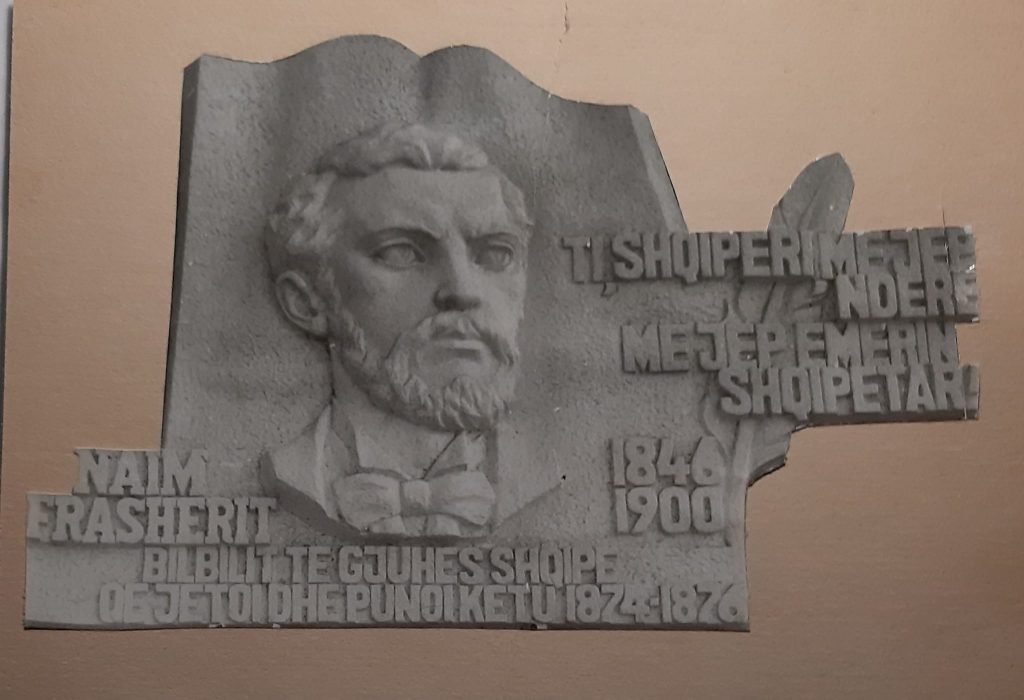 TI, SHQIPERI, ME JEP
NDERE
ME JEP EMERIN
SHQIPETAR!
1846
1900
NAIM
FRASHERIT
BILBILIT TE GJUHES SHQIPE
QE JETOI DHE PUNOI KETU 1874-1876